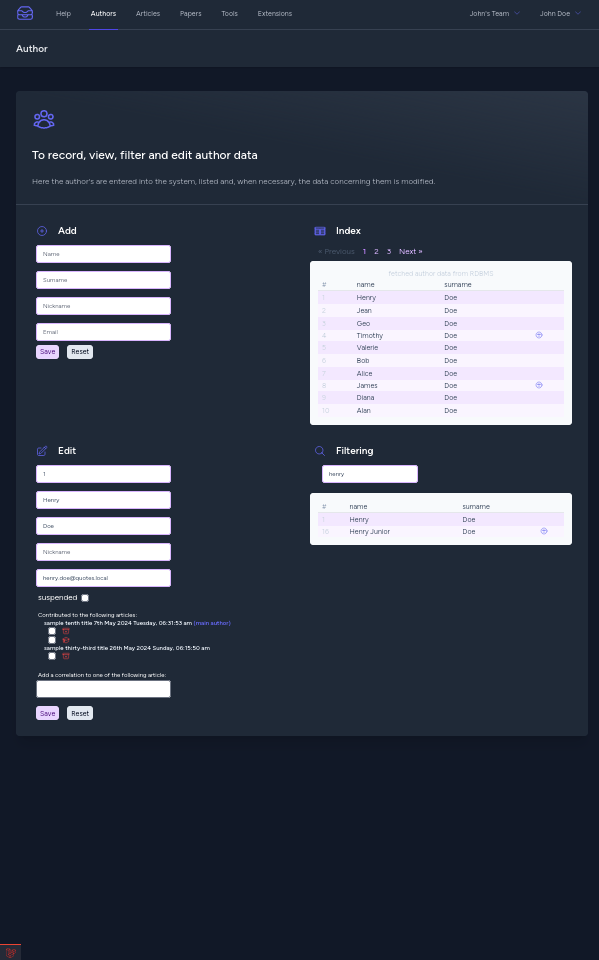 Help Authors Articles Papers Tools Extensions John's Team John Doe
Author
To record, view, filter and edit author data
Here the author's are entered into the system, listed and, when necessary, the data concerning them is modified.
Add
Name
Surname
Nickname
Email
Save Reset
Index
« Previous 1 2 3 Next »
fetched author data from RDBMS
# name surname
1 Henry Doe
2 Jean Doe
3 Geo Doe
4 Timothy Doe
5 Valerie Doe
6 Bob Doe
7 Alice Doe
8 James Doe
9 Diana Doe
10 Alan Doe
Edit
1
Henry
Doe
Nickname
henry.doe@quotes.local
suspended
Contributed to the following articles:
sample tenth title 7th May 2024 Tuesday, 06:31:53 am (main author)
sample thirty-third title 26th May 2024 Sunday, 06:15:50 am
Add a correlation to one of the following article:
Save Reset
Filtering
henry
# name surname
1 Henry Doe
16 Henry Junior Doe